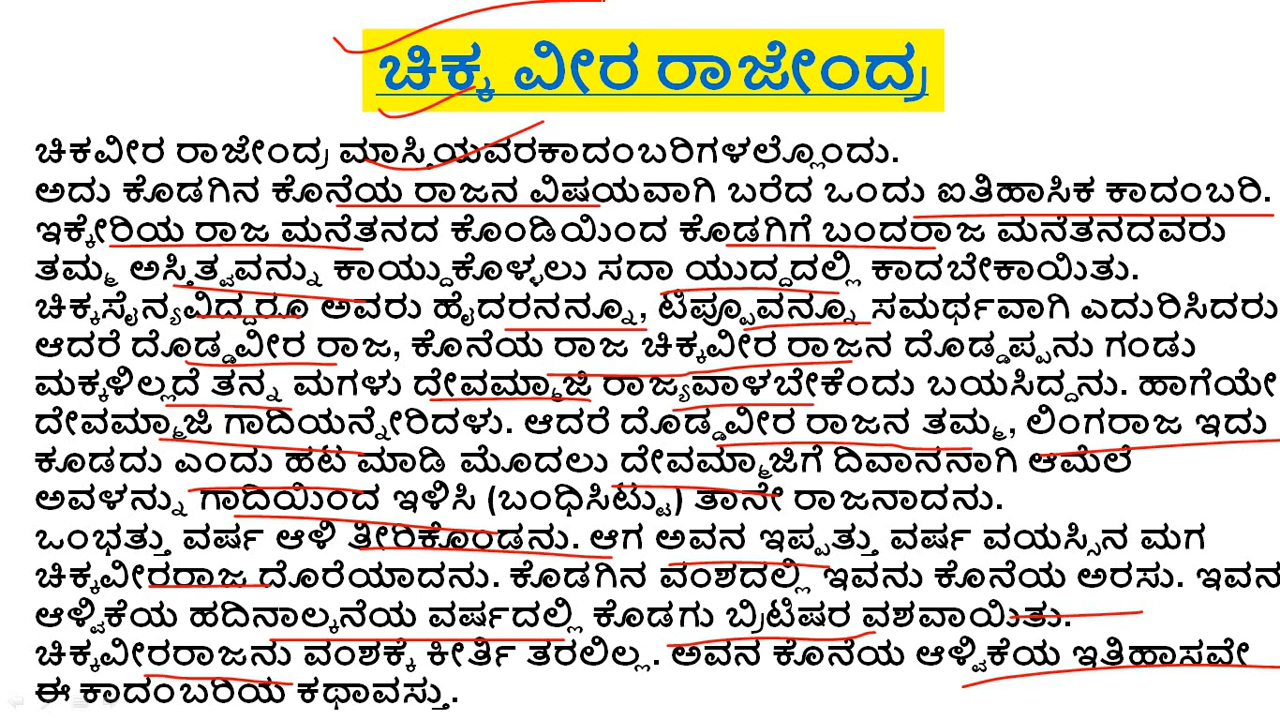 ಚಿಕ್ಕ ವೀರ ರಾಜೇಂದ್ರ
ಚಿಕವೀರ ರಾಜೇಂದ್ರ ಮಾಸ್ತಿಯವರಕಾದಂಬರಿಗಳಲ್ಲೊಂದು.
ಅದು ಕೊಡಗಿನ ಕೊನೆಯ ರಾಜನ ವಿಷಯವಾಗಿ ಬರೆದ ಒಂದು ಐತಿಹಾಸಿಕ ಕಾದಂಬರಿ.
ಇಕ್ಕೇರಿಯ ರಾಜ ಮನೆತನದ ಕೊಂಡಿಯಿಂದ ಕೊಡಗಿಗೆ ಬಂದರಾಜ ಮನೆತನದವರು
ತಮ್ಮ ಅಸ್ತಿತ್ವವನ್ನು ಕಾಯ್ದುಕೊಳ್ಳಲು ಸದಾ ಯುದ್ದದಲ್ಲಿ ಕಾದಬೇಕಾಯಿತು.
ಚಿಕ್ಕಸೈನ್ಯವಿದ್ದರೂ ಅವರು ಹೈದರನನ್ನೂ, ಟಿಪ್ಪೂವನ್ನೂ ಸಮರ್ಥವಾಗಿ ಎದುರಿಸಿದರು
ಆದರೆ ದೊಡ್ಡವೀರ ರಾಜ, ಕೊನೆಯ ರಾಜ ಚಿಕ್ಕವೀರ ರಾಜನ ದೊಡ್ಡಪ್ಪನು ಗಂಡು
ಮಕ್ಕಳಿಲ್ಲದೆ ತನ್ನ ಮಗಳು ದೇವಮ್ಮಾಜಿ ರಾಜ್ಯವಾಳಬೇಕೆಂದು ಬಯಸಿದ್ದನು. ಹಾಗೆಯೇ
ದೇವಮ್ಮಾಜಿ ಗಾದಿಯನ್ನೇರಿದಳು. ಆದರೆ ದೊಡ್ಡವೀರ ರಾಜನ ತಮ್ಮ, ಲಿಂಗರಾಜ ಇದು
ಕೂಡದು ಎಂದು ಹಟ ಮಾಡಿ ಮೊದಲು ದೇವಮ್ಮಾಜಿಗೆ ದಿವಾನನಾಗಿ ಆಮೆಲೆ
ಅವಳನ್ನು ಗಾದಿಯಿಂದ ಇಳಿಸಿ (ಬಂಧಿಸಿಟ್ಟು) ತಾನೇ ರಾಜನಾದನು.
ಒಂಭತ್ತು ವರ್ಷ ಆಳಿ ತೀರಿಕೊಂಡನು. ಆಗ ಅವನ ಇಪ್ಪತ್ತು ವರ್ಷ ವಯಸ್ಸಿನ ಮಗ
ಚಿಕ್ಕವೀರರಾಜ ದೊರೆಯಾದನು. ಕೊಡಗಿನ ವಂಶದಲ್ಲಿ ಇವನು ಕೊನೆಯ ಅರಸು. ಇವನ
ಆಳ್ವಿಕೆಯ ಹದಿನಾಲ್ಕನೆಯ ವರ್ಷದಲ್ಲಿ ಕೊಡಗು ಬ್ರಿಟಿಷರ ವಶವಾಯಿತು.
ಚಿಕ್ಕವೀರರಾಜನು ವಂಶಕ್ಕೆ ಕೀರ್ತಿ ತರಲಿಲ್ಲ. ಅವನ ಕೊನೆಯ ಆಳ್ವಿಕೆಯ ಇತಿಹಾಸವೇ
ಈ ಕಾದಂಬರಿಯ ಕಥಾವಸ್ತು.